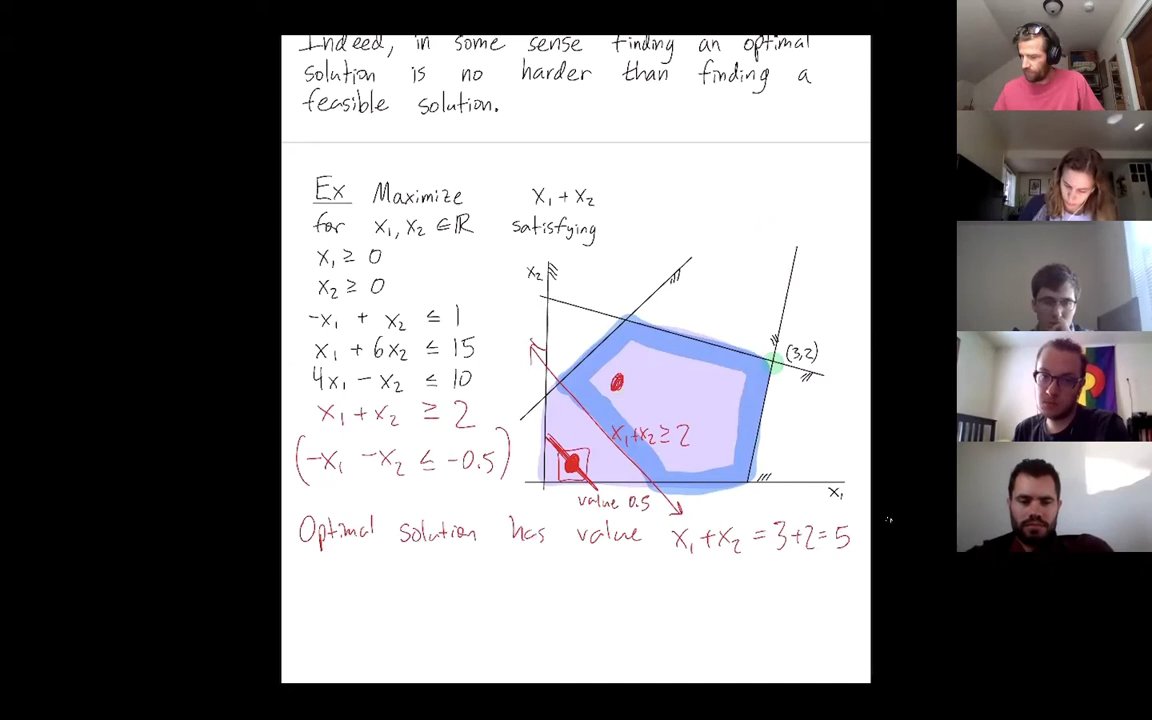 Indeed, in some sense finding an optimal
solution is no harder than finding a
feasible solution.
Ex Maximize x₁ + x₂
for x₁, x₂ ∈ ℝ satisfying
x₁ ≥ 0
x₂ ≥ 0
-x₁ + x₂ ≤ 1
x₁ + 6x₂ ≤ 15
4x₁ - x₂ ≤ 10
x₁ + x₂ ≥ 2
(-x₁ - x₂ ≤ -0.5)
x₂
(3,2)
x₁+x₂ ≥ 2
x₁
value 0.5
Optimal solution has value x₁ + x₂ = 3+2 = 5